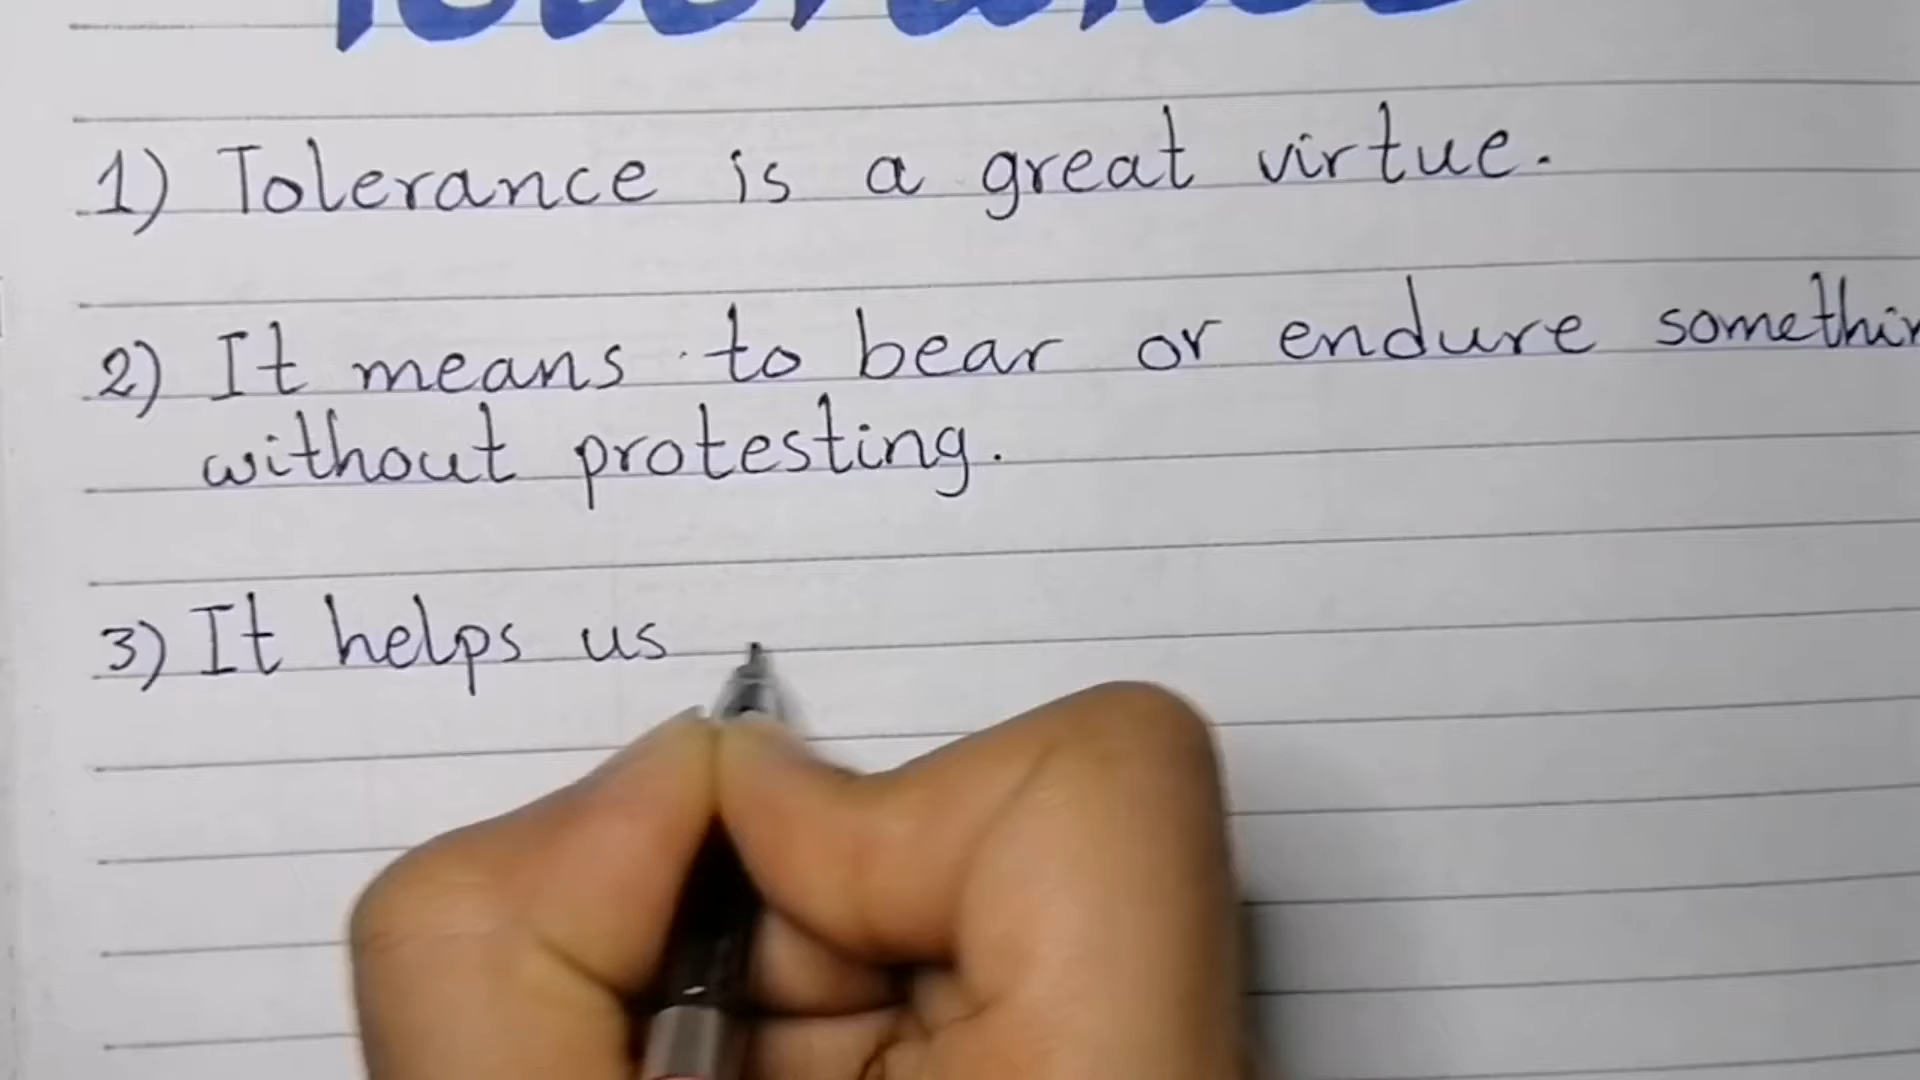 Tolerance
1) Tolerance is a great virtue.
2) It means to bear or endure somethin
without protesting.
3) It helps us